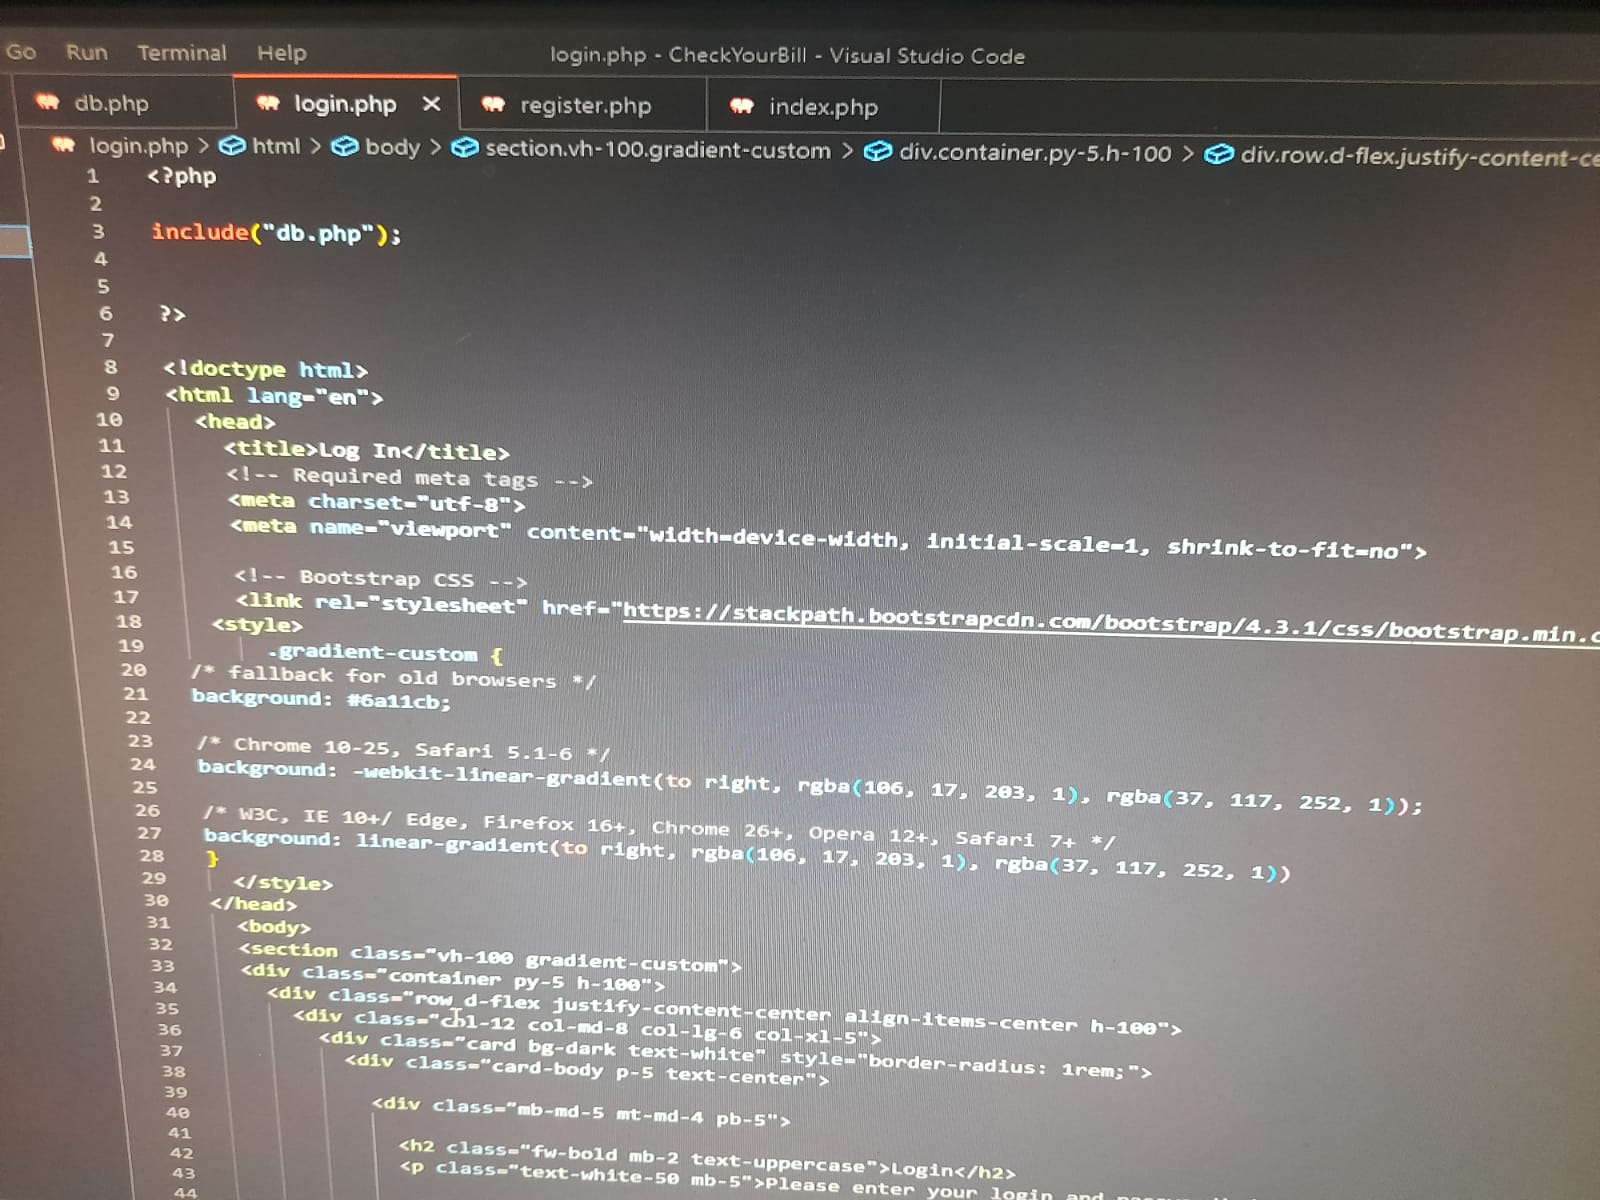 Go Run Terminal Help login.php - CheckYourBill - Visual Studio Code
db.php login.php × register.php index.php
login.php > html > body > section.vh-100.gradient-custom > div.container.py-5.h-100 > div.row.d-flex.justify-content-ce
1 <?php
2
3 include("db.php");
4
5
6 ?>
7
8 <!doctype html>
9 <html lang="en">
10 <head>
11 <title>Log In</title>
12 <!-- Required meta tags -->
13 <meta charset="utf-8">
14 <meta name="viewport" content="width=device-width, initial-scale=1, shrink-to-fit=no">
15
16 <!-- Bootstrap CSS -->
17 <link rel="stylesheet" href="https://stackpath.bootstrapcdn.com/bootstrap/4.3.1/css/bootstrap.min.c
18 <style>
19 .gradient-custom {
20 /* fallback for old browsers */
21 background: #6a11cb;
22
23 /* Chrome 10-25, Safari 5.1-6 */
24 background: -webkit-linear-gradient(to right, rgba(106, 17, 203, 1), rgba(37, 117, 252, 1));
25
26 /* W3C, IE 10+/ Edge, Firefox 16+, Chrome 26+, Opera 12+, Safari 7+ */
27 background: linear-gradient(to right, rgba(106, 17, 203, 1), rgba(37, 117, 252, 1))
28 }
29 </style>
30 </head>
31 <body>
32 <section class="vh-100 gradient-custom">
33 <div class="container py-5 h-100">
34 <div class="row d-flex justify-content-center align-items-center h-100">
35 <div class="col-12 col-md-8 col-lg-6 col-xl-5">
36 <div class="card bg-dark text-white" style="border-radius: 1rem;">
37 <div class="card-body p-5 text-center">
38
39 <div class="mb-md-5 mt-md-4 pb-5">
40
41 <h2 class="fw-bold mb-2 text-uppercase">Login</h2>
42 <p class="text-white-50 mb-5">Please enter your login and
43
44